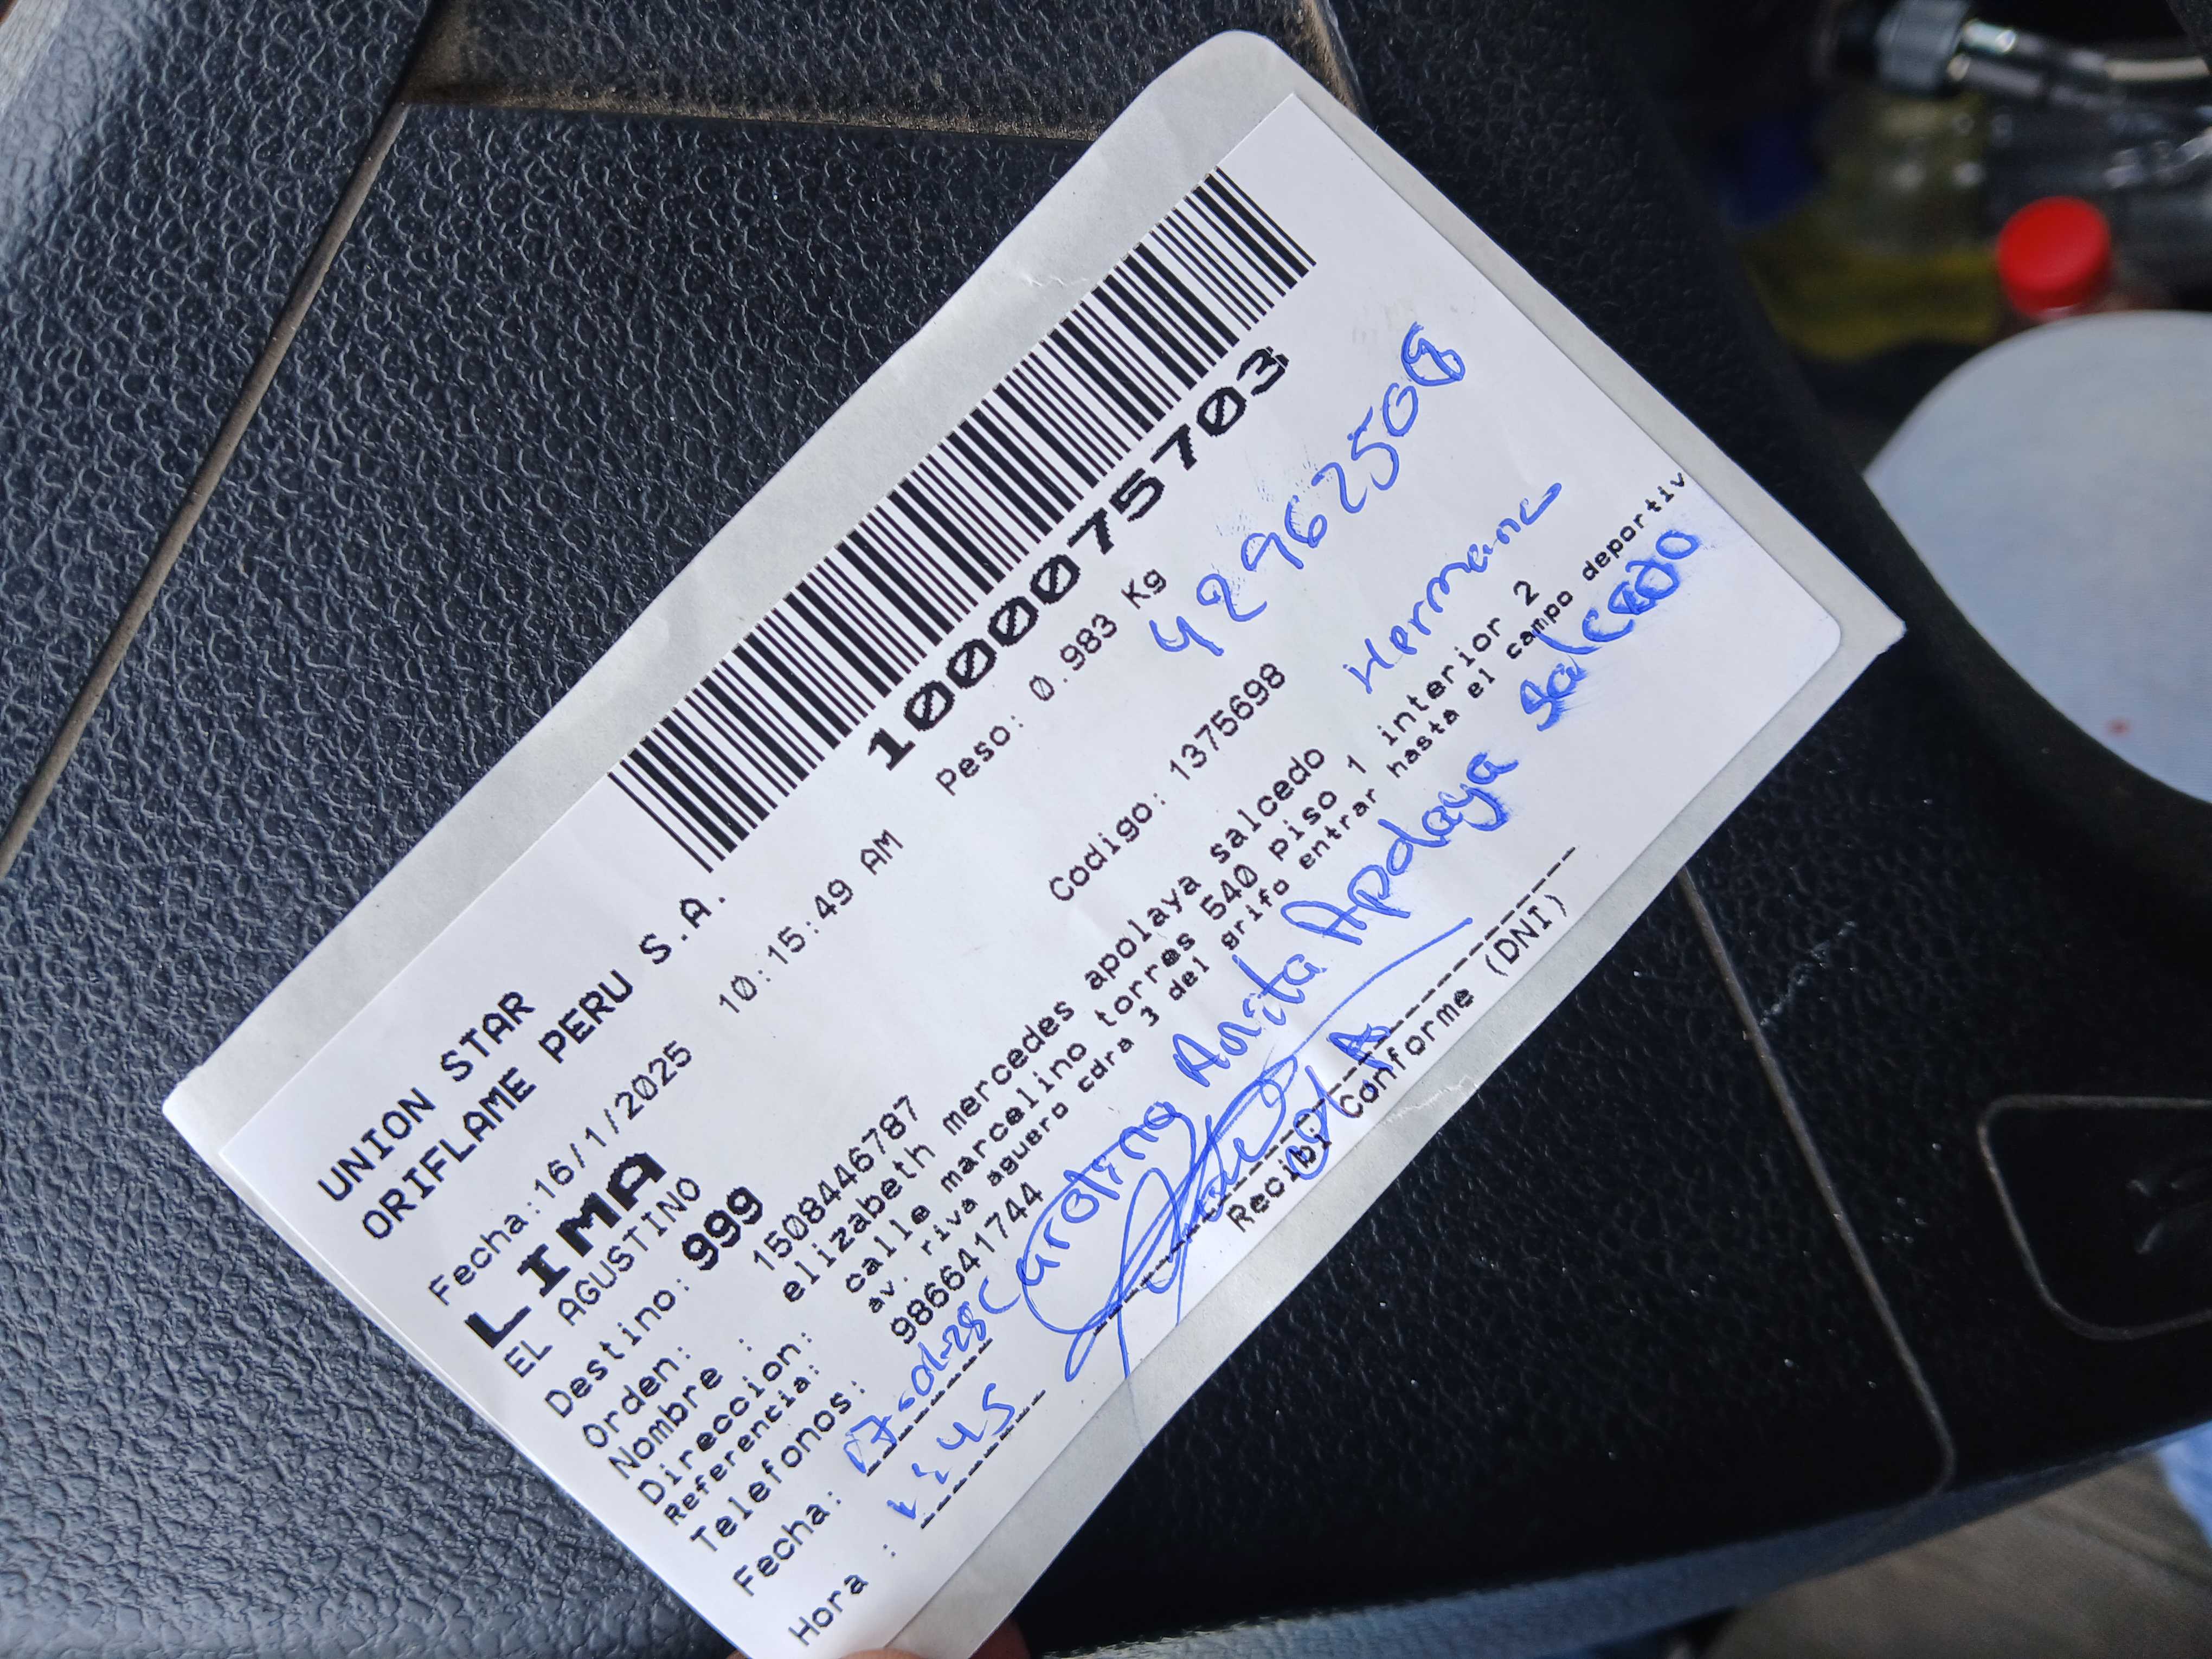 UNION STAR
ORIFLAME PERU S.A.
Fecha:16/1/2025 10:15:49 AM
LIMA
EL AGUSTINO
Destino: 999
10000075703
Peso: 0.983 Kg
42962509
Orden: 1508446787 Codigo: 1375698
Hermana
Nombre : elizabeth mercedes apolaya salcedo
Direccion: calle marcelino torres 540 piso 1 interior 2
Referencia: av. riva aguero cdra 3 del grifo entrar hasta el campo deportiv
Telefonos: 986641744
Carolina Anita Apolaya Salcedo
Fecha:
Hora :
Recibi Conforme (DNI)